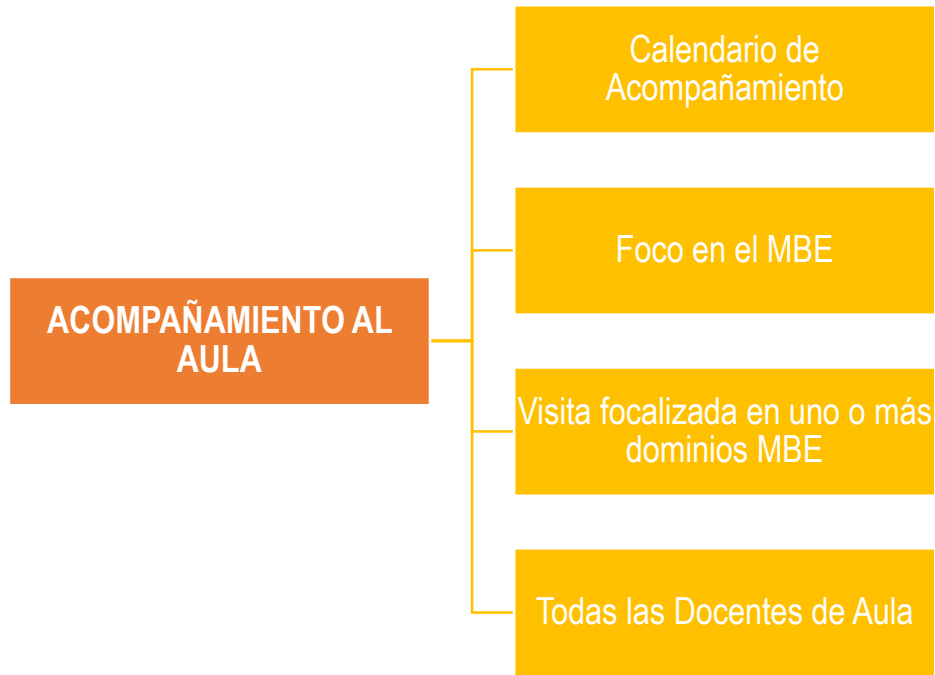 Calendario de
Acompañamiento
Foco en el MBE
ACOMPAÑAMIENTO AL
AULA
Visita focalizada en uno o más
dominios MBE
Todas las Docentes de Aula